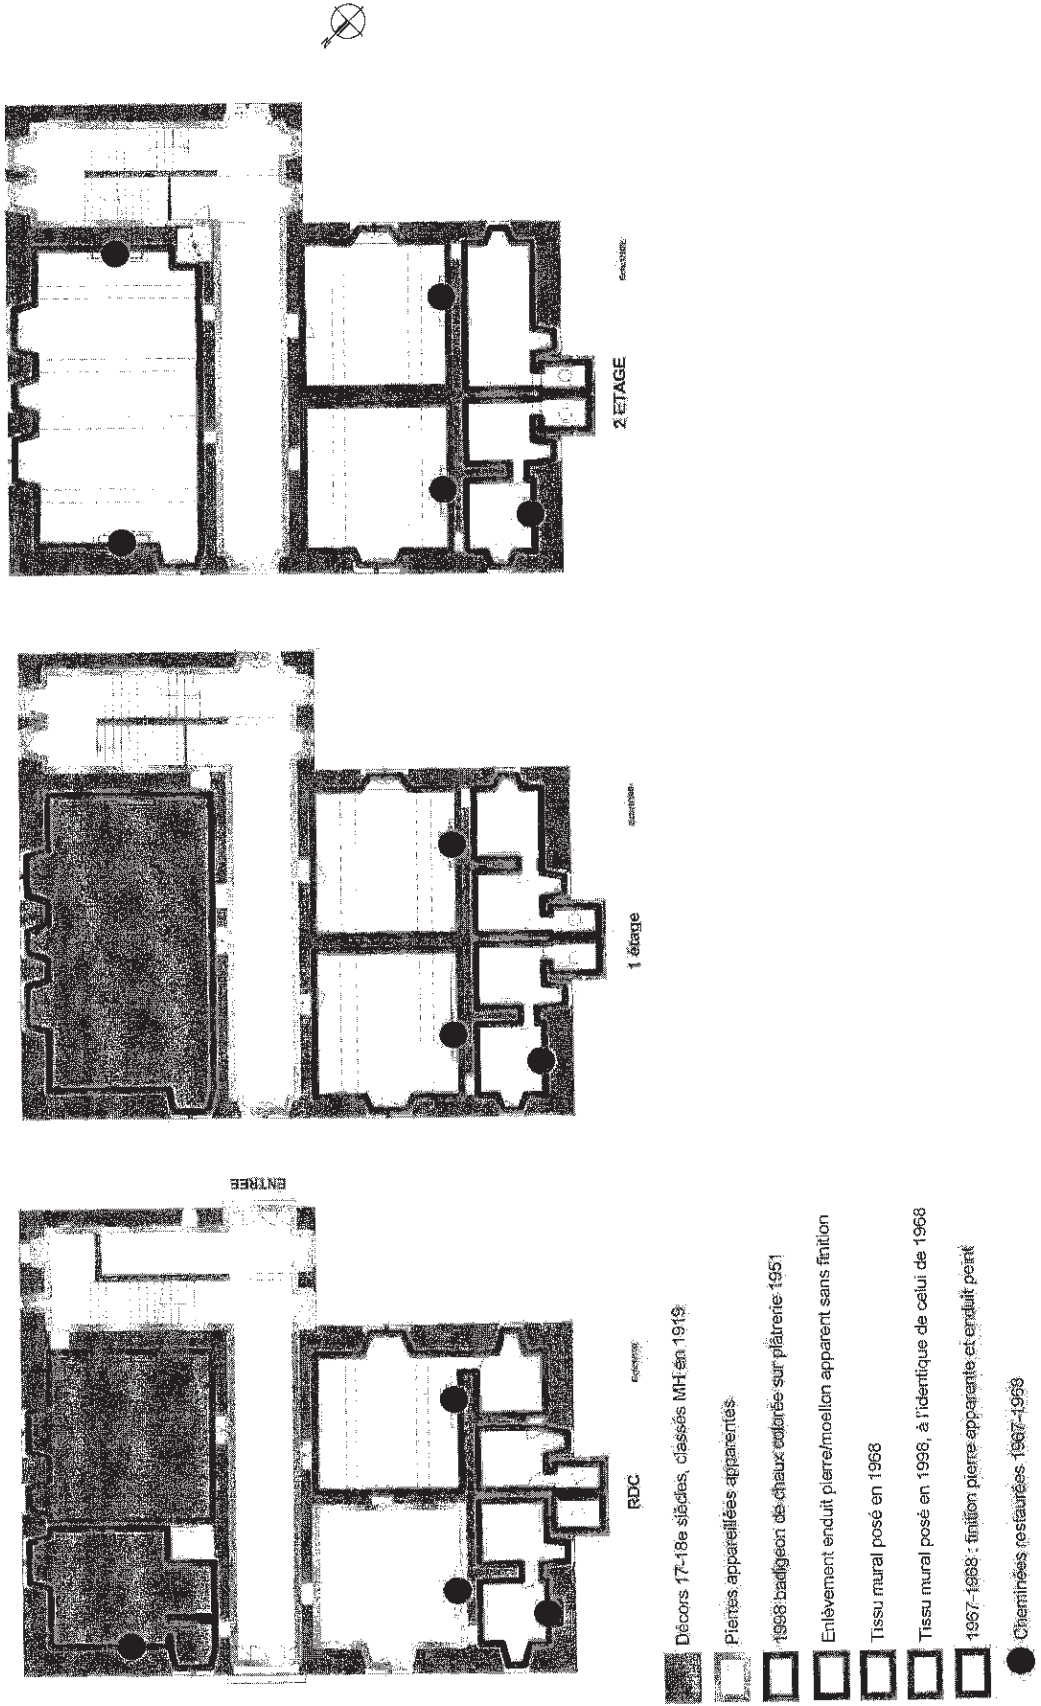 N
2 ETAGE
1 étage
ENTREE
RDC
Décors 17-18e siècles, classés MH en 1919
Pierres appareillées apparentes
1998 badigeon de chaux colorée sur plâtrerie 1951
Enlèvement enduit pierre/moellon apparent sans finition
Tissu mural posé en 1968
Tissu mural posé en 1998, à l'identique de celui de 1968
1967-1968 : finition pierre apparente et enduit peint
Cheminées restaurées 1967-1968